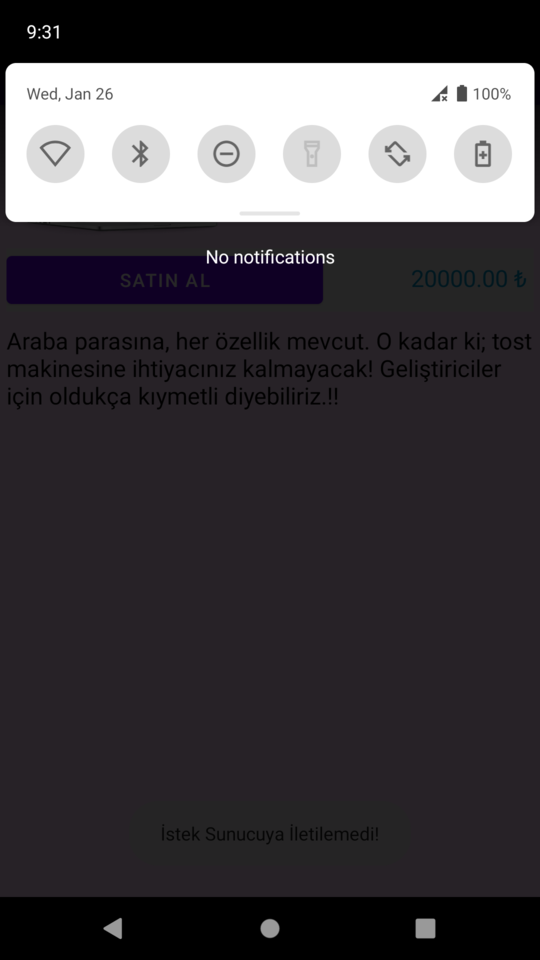 9:31
Wed, Jan 26
100%
No notifications
SATIN AL
20000.00 ₺
Araba parasına, her özellik mevcut. O kadar ki; tost
makinesine ihtiyacınız kalmayacak! Geliştiriciler
için oldukça kıymetli diyebiliriz.!!
İstek Sunucuya İletilemedi!